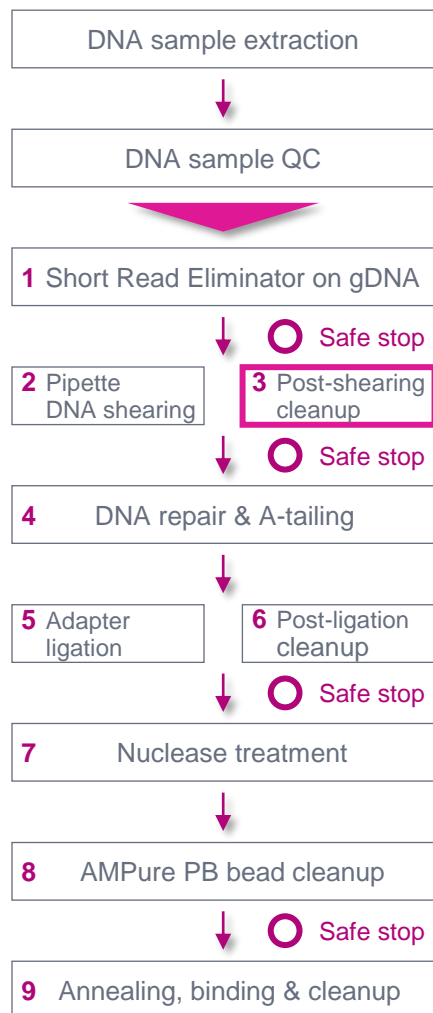 DNA sample extraction
DNA sample QC
1 Short Read Eliminator on gDNA
Safe stop
2 Pipette
DNA shearing
3 Post-shearing
cleanup
Safe stop
4 DNA repair & A-tailing
5 Adapter
ligation
6 Post-ligation
cleanup
Safe stop
7 Nuclease treatment
8 AMPure PB bead cleanup
Safe stop
9 Annealing, binding & cleanup